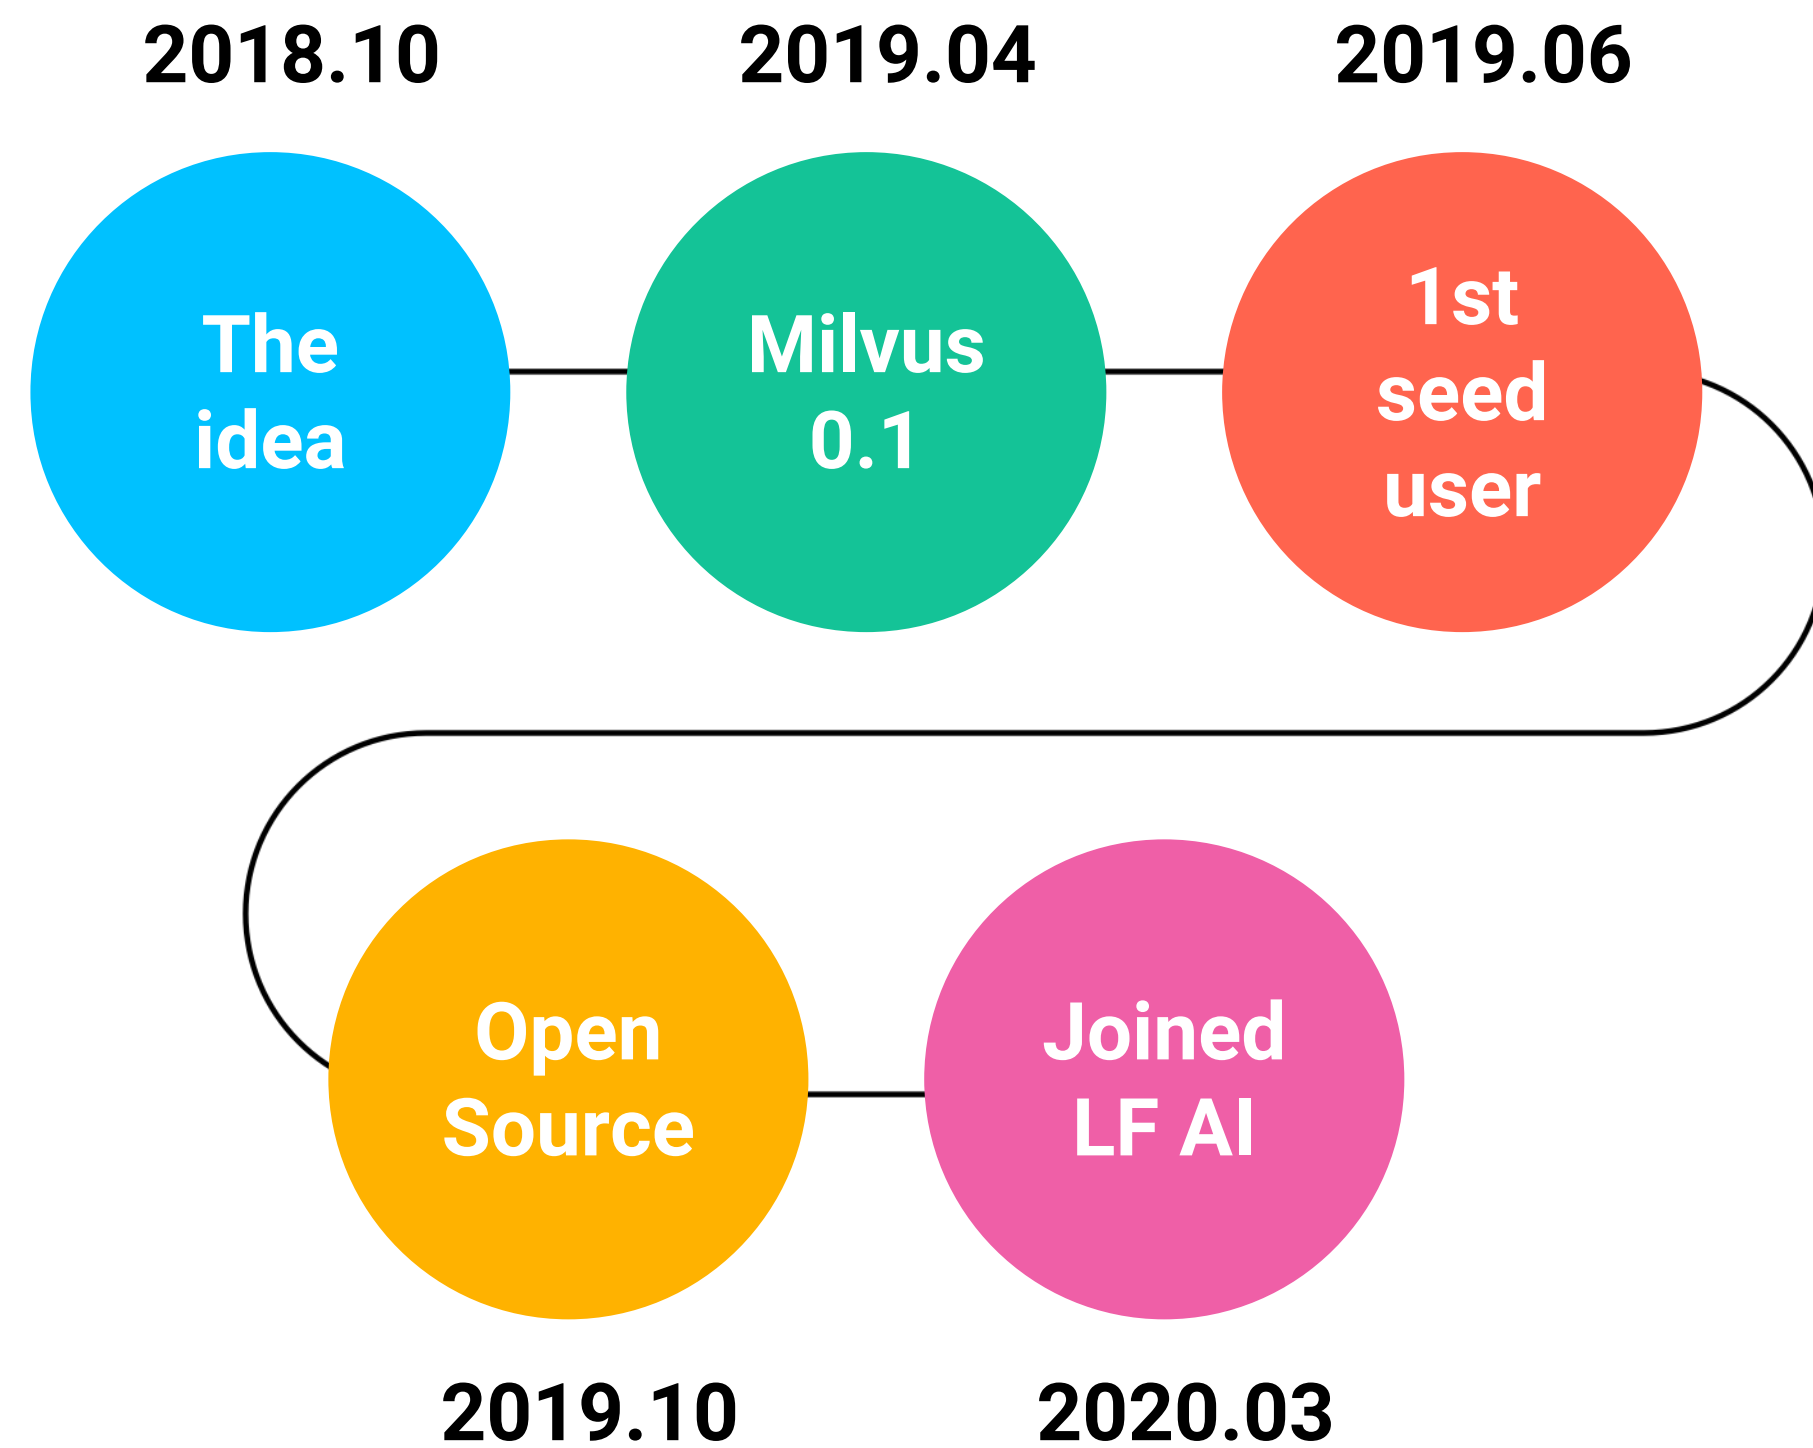 2018.10
2019.04
2019.06
The
idea
Milvus
0.1
1st
seed
user
Open
Source
Joined
LF AI
2019.10
2020.03